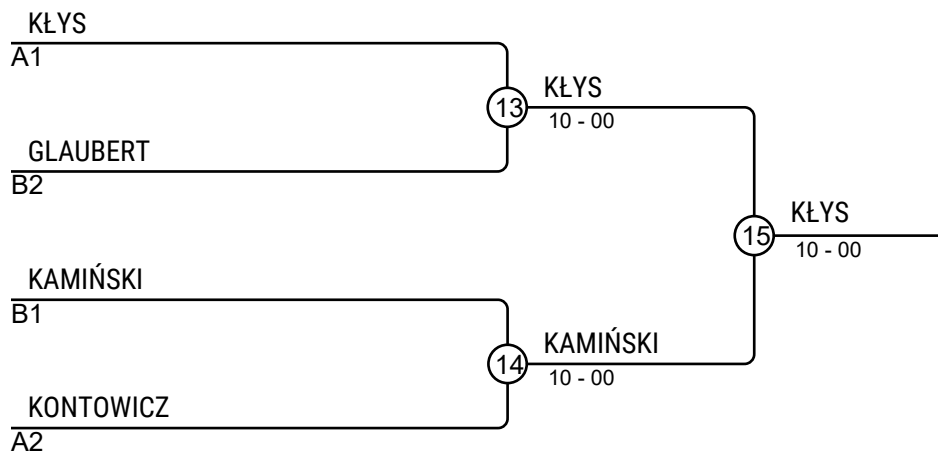 KŁYS
A1
13
KŁYS
10 - 00
GLAUBERT
B2
15
KŁYS
10 - 00
KAMIŃSKI
B1
14
KAMIŃSKI
10 - 00
KONTOWICZ
A2